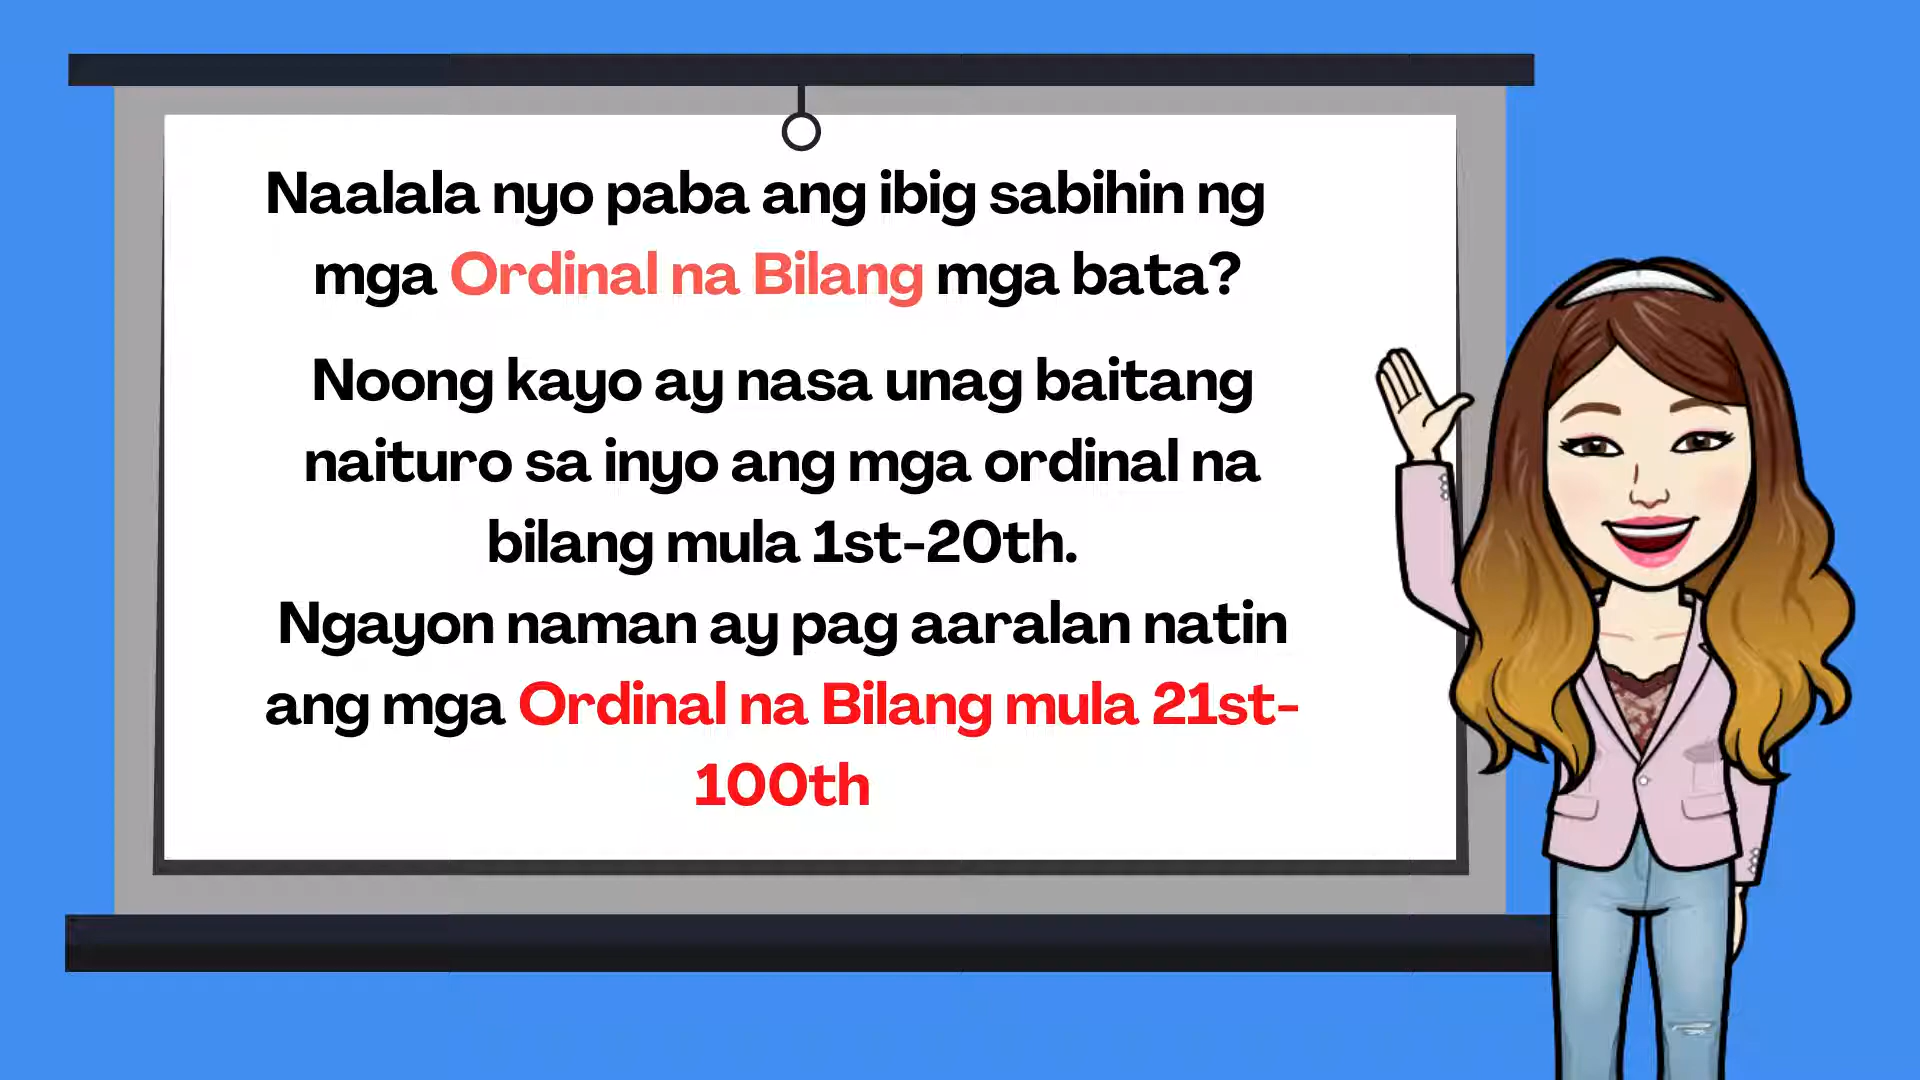 Naalala nyo paba ang ibig sabihin ng
mga Ordinal na Bilang mga bata?
Noong kayo ay nasa unag baitang
naituro sa inyo ang mga ordinal na
bilang mula 1st-20th.
Ngayon naman ay pag aaralan natin
ang mga Ordinal na Bilang mula 21st-
100th